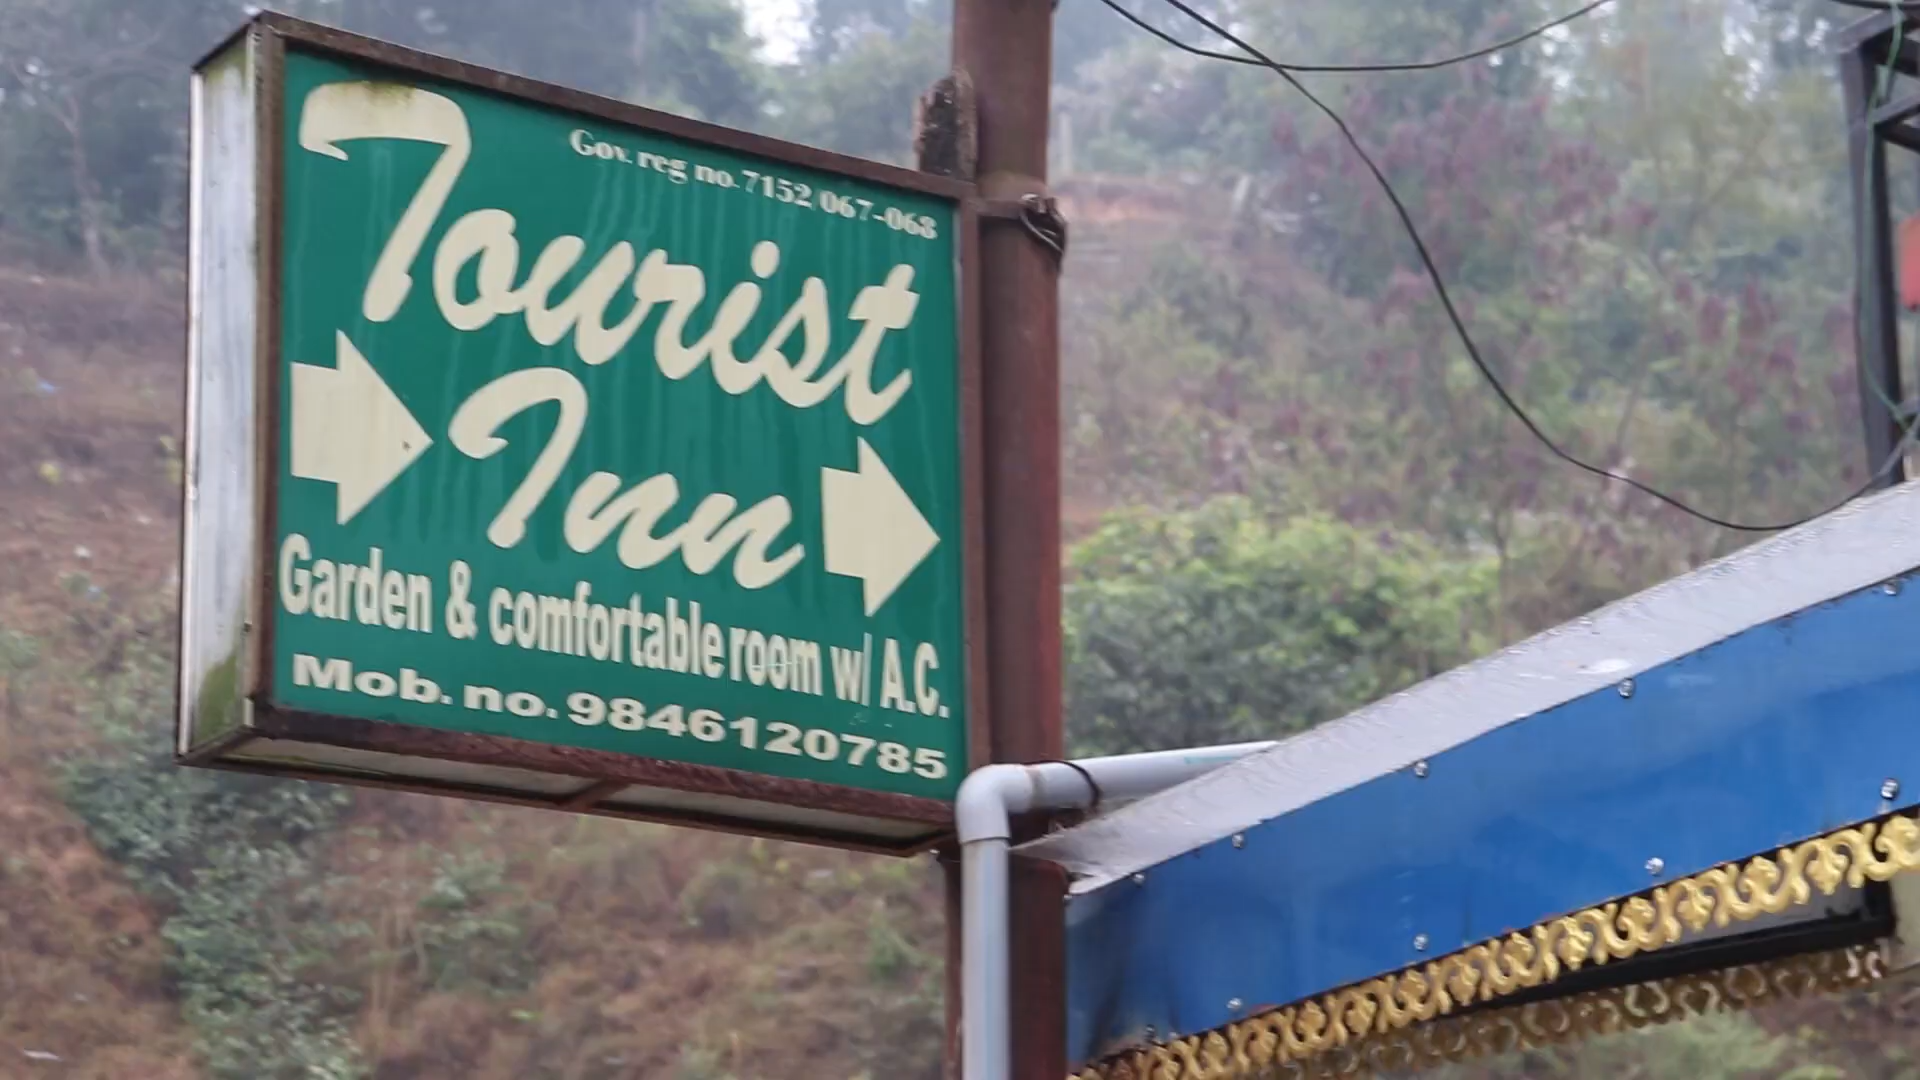 Gov. reg no. 7152/067-068
Tourist
Inn
Garden & comfortable room w/ A.C.
Mob. no. 9846120785